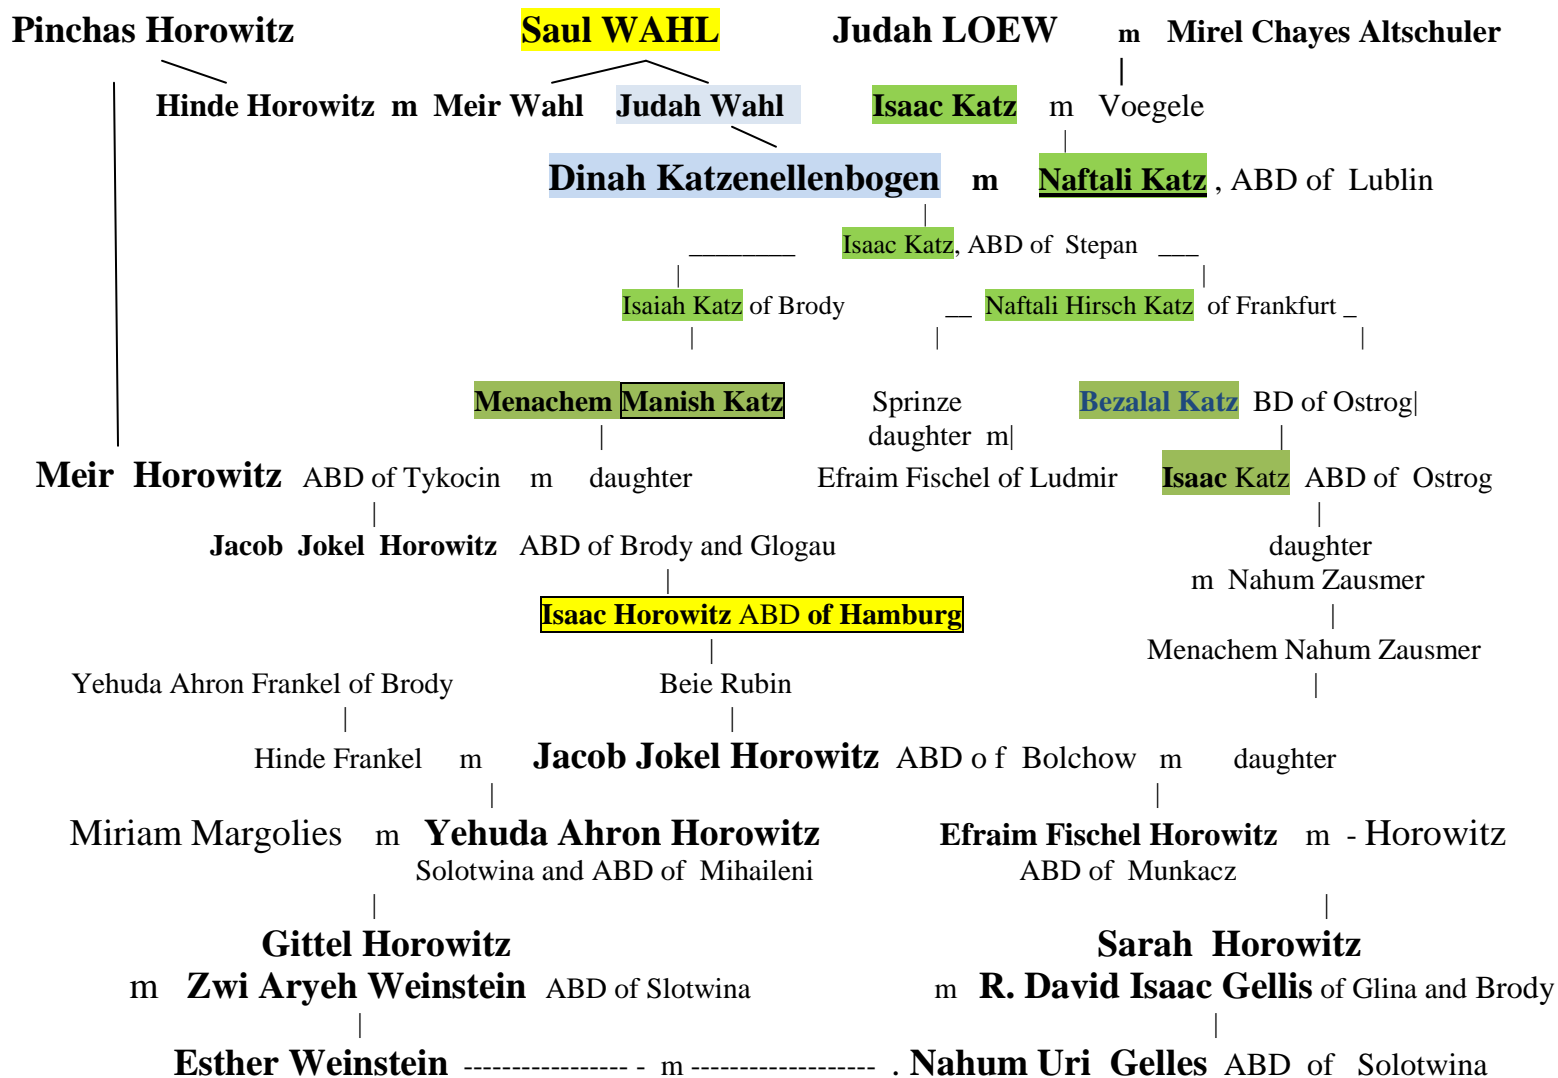 Pinchas Horowitz Saul WAHL Judah LOEW m Mirel Chayes Altschuler
Hinde Horowitz m Meir Wahl Judah Wahl Isaac Katz m Voegele
Dinah Katzenellenbogen m Naftali Katz , ABD of Lublin
Isaac Katz, ABD of Stepan
Isaiah Katz of Brody Naftali Hirsch Katz of Frankfurt
Menachem Manish Katz Sprinze Bezalal Katz BD of Ostrog
daughter m
Meir Horowitz ABD of Tykocin m daughter Efraim Fischel of Ludmir Isaac Katz ABD of Ostrog
Jacob Jokel Horowitz ABD of Brody and Glogau daughter
m Nahum Zausmer
Isaac Horowitz ABD of Hamburg
Menachem Nahum Zausmer
Yehuda Ahron Frankel of Brody Beie Rubin
Hinde Frankel m Jacob Jokel Horowitz ABD o f Bolchow m daughter
Miriam Margolies m Yehuda Ahron Horowitz Efraim Fischel Horowitz m - Horowitz
Solotwina and ABD of Mihaileni ABD of Munkacz
Gittel Horowitz Sarah Horowitz
m Zwi Aryeh Weinstein ABD of Slotwina m R. David Isaac Gellis of Glina and Brody
Esther Weinstein ---------------- - m ------------------- . Nahum Uri Gelles ABD of Solotwina